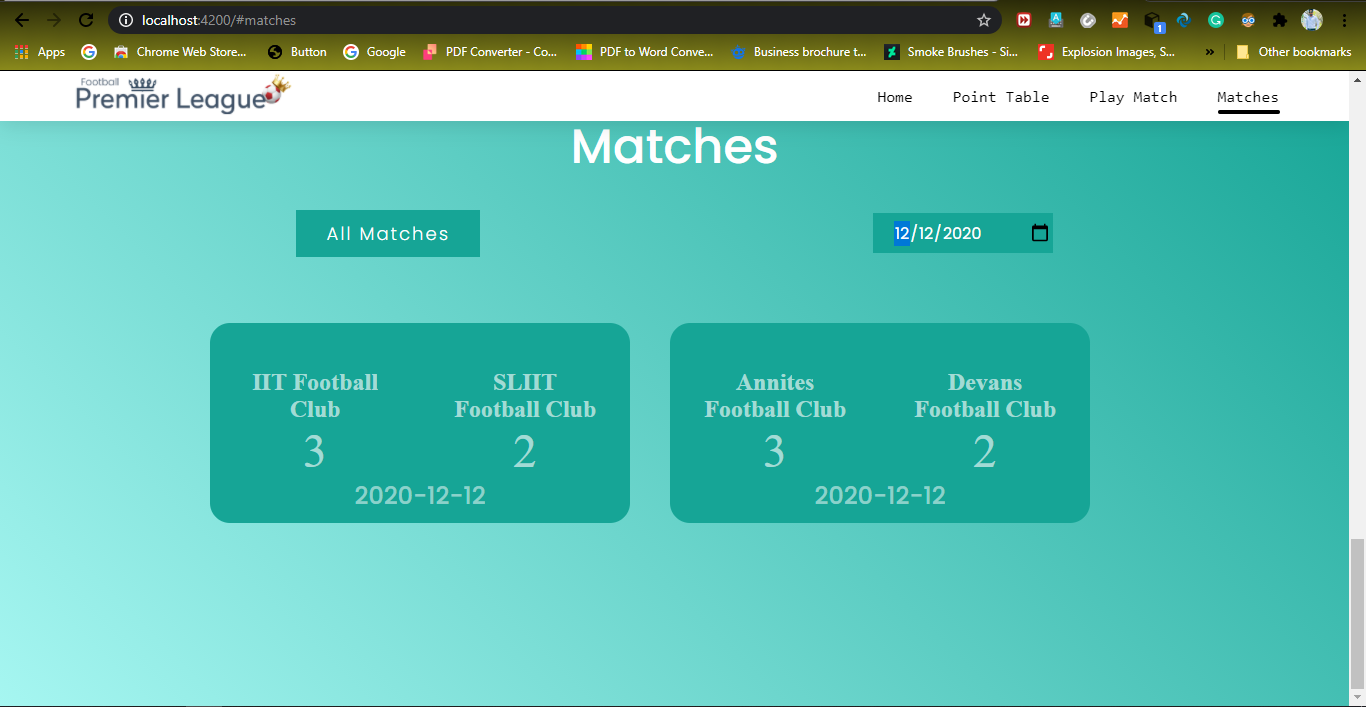 localhost:4200/#matches
1
Apps
Chrome Web Store...
Button
Google
PDF Converter - Co...
PDF to Word Conve...
Business brochure t...
Smoke Brushes - Si...
Explosion Images, S...
»
Other bookmarks
Football
Premier League
Home
Point Table
Play Match
Matches
Matches
All Matches
12/12/2020
IIT Football
Club
3
SLIIT
Football Club
2
2020-12-12
Annites
Football Club
3
Devans
Football Club
2
2020-12-12